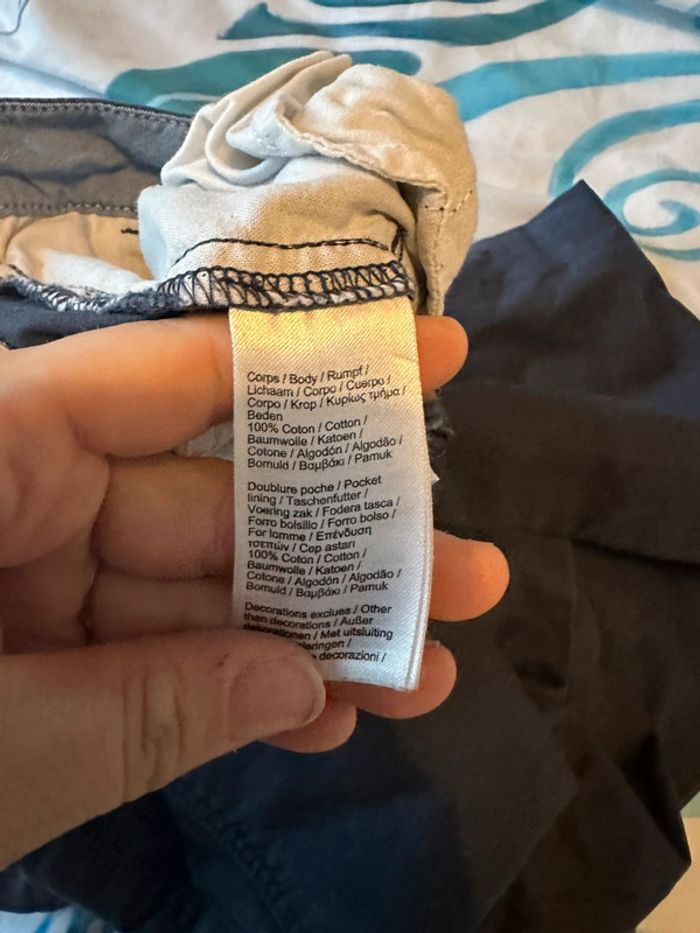 Corps / Body / Rumpf /
Lichaam / Corpo / Cuerpo /
Corpo / Krop / Κυρίως τμήμα /
Beden
100% Coton / Cotton /
Baumwolle / Katoen /
Cotone / Algodón / Algodão /
Bomuld / Βαμβάκι / Pamuk
Doublure poche / Pocket
lining / Taschenfutter /
Voering zak / Fodera tasca /
Forro bolsillo / Forro bolso /
For lomme / Επένδυση
τσεπών / Cep astarı
100% Coton / Cotton /
Baumwolle / Katoen /
Cotone / Algodón / Algodão /
Bomuld / Βαμβάκι / Pamuk
Decorations exclues / Other
than decorations / Außer
dekorationen / Met uitsluiting
/
decorazioni /